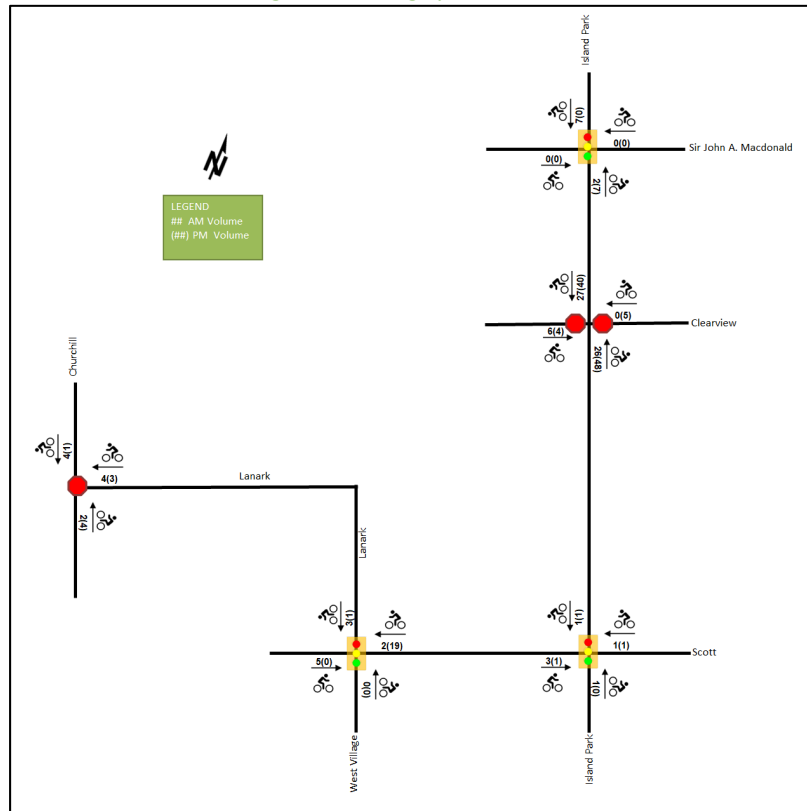 Island Park
7(0)
0(0)
Sir John A. Macdonald
0(0)
2(7)
N
LEGEND
## AM Volume
(##) PM Volume
27(40)
0(5)
Clearview
6(4)
26(48)
Churchill
4(1)
4(3)
Lanark
2(4)
Lanark
3(1)
2(19)
5(0)
0(0)
West Village
1(1)
1(1)
Scott
3(1)
1(0)
Island Park